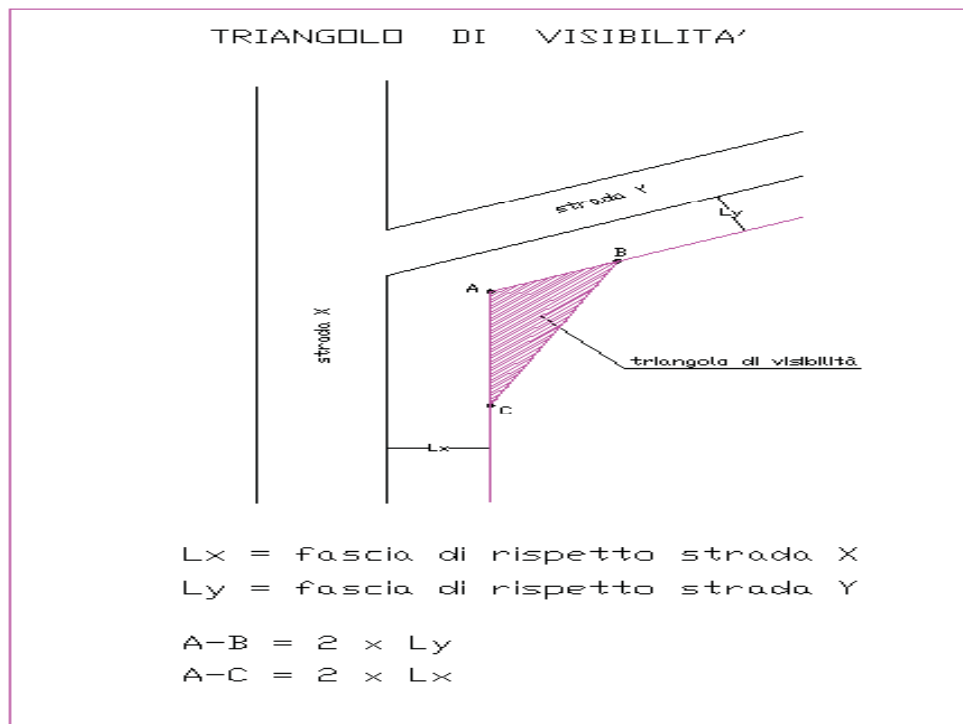 TRIANGOLO DI VISIBILITA'
strada Y
Ly
B
A
strada X
triangola di visibilità
C
Lx
Lx = fascia di rispetto strada X
Ly = fascia di rispetto strada Y
A-B = 2 x Ly
A-C = 2 x Lx